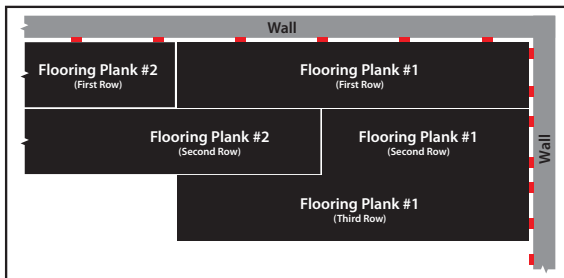 Wall
Flooring Plank #2
(First Row)
Flooring Plank #1
(First Row)
Flooring Plank #2
(Second Row)
Flooring Plank #1
(Second Row)
Wall
Flooring Plank #1
(Third Row)